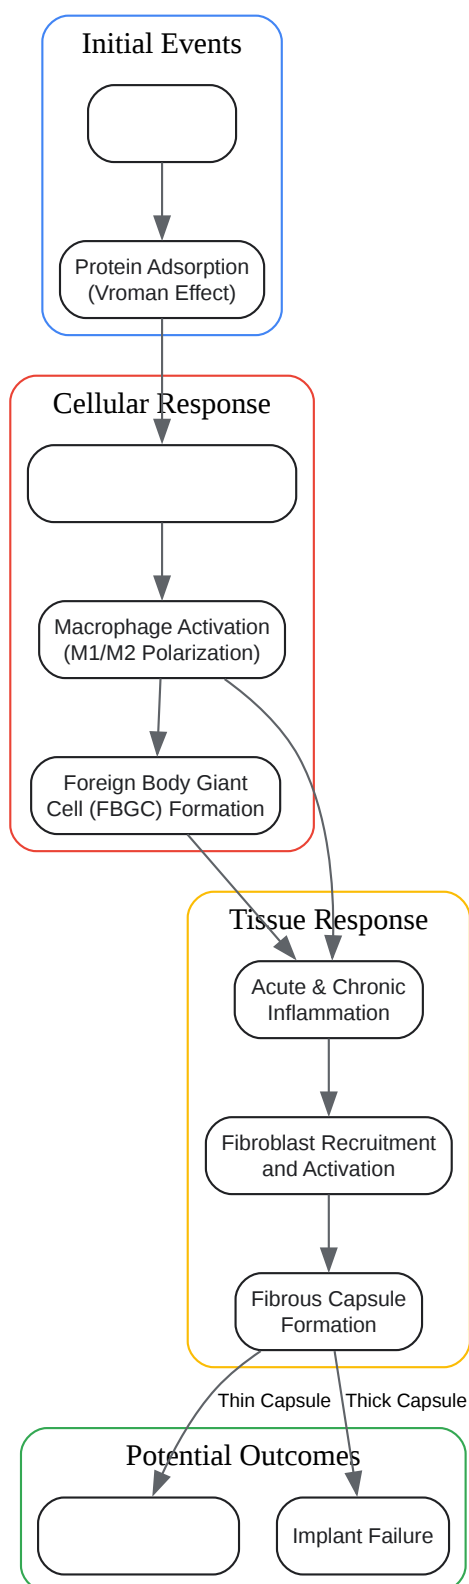 Initial Events
Protein Adsorption
(Vroman Effect)
Cellular Response
Macrophage Activation
(M1/M2 Polarization)
Foreign Body Giant
Cell (FBGC) Formation
Tissue Response
Acute & Chronic
Inflammation
Fibroblast Recruitment
and Activation
Fibrous Capsule
Formation
Thin Capsule
Thick Capsule
Potential Outcomes
Implant Failure